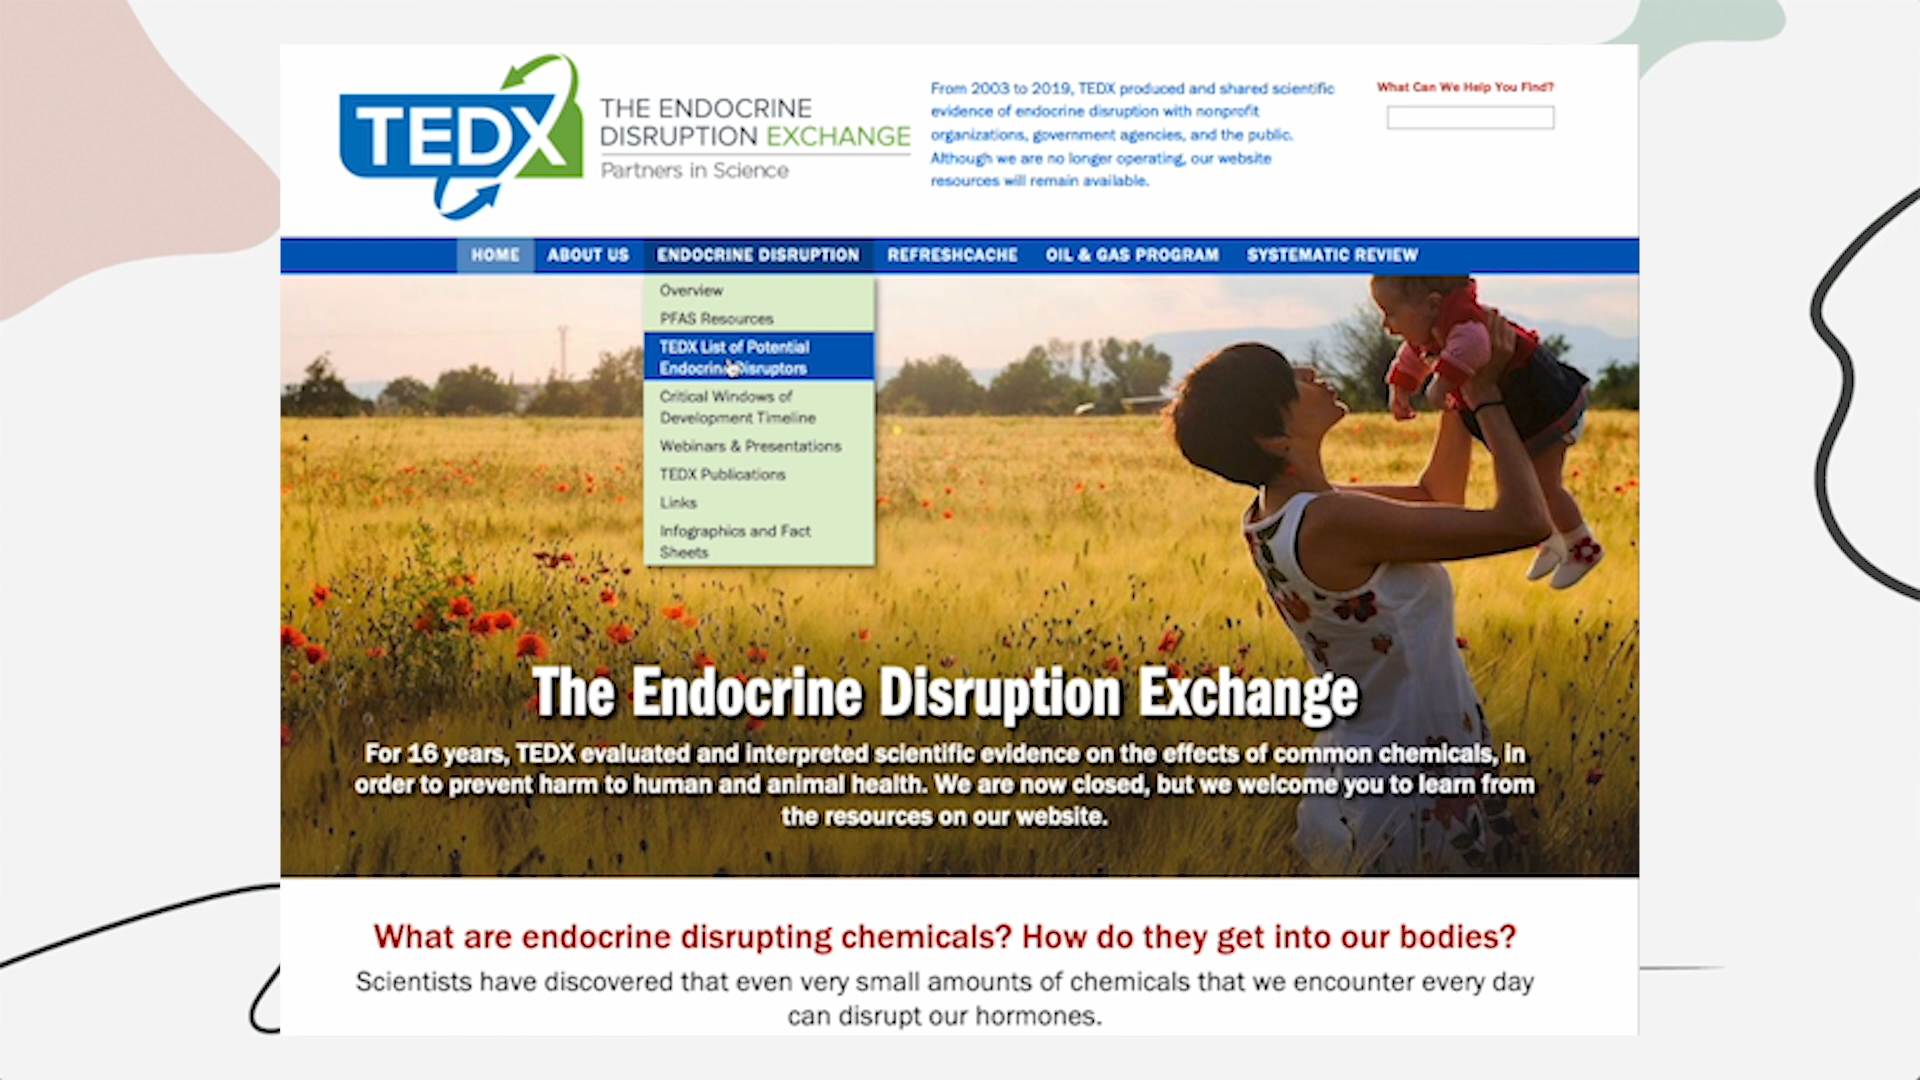 TEDX
THE ENDOCRINE
DISRUPTION EXCHANGE
Partners in Science
From 2003 to 2019, TEDX produced and shared scientific
evidence of endocrine disruption with nonprofit
organizations, government agencies, and the public.
Although we are no longer operating, our website
resources will remain available.
What Can We Help You Find?
HOME ABOUT US ENDOCRINE DISRUPTION REFRESHCACHE OIL & GAS PROGRAM SYSTEMATIC REVIEW
Overview
PFAS Resources
TEDX List of Potential
Endocrine Disruptors
Critical Windows of
Development Timeline
Webinars & Presentations
TEDX Publications
Links
Infographics and Fact
Sheets
The Endocrine Disruption Exchange
For 16 years, TEDX evaluated and interpreted scientific evidence on the effects of common chemicals, in
order to prevent harm to human and animal health. We are now closed, but we welcome you to learn from
the resources on our website.
What are endocrine disrupting chemicals? How do they get into our bodies?
Scientists have discovered that even very small amounts of chemicals that we encounter every day
can disrupt our hormones.